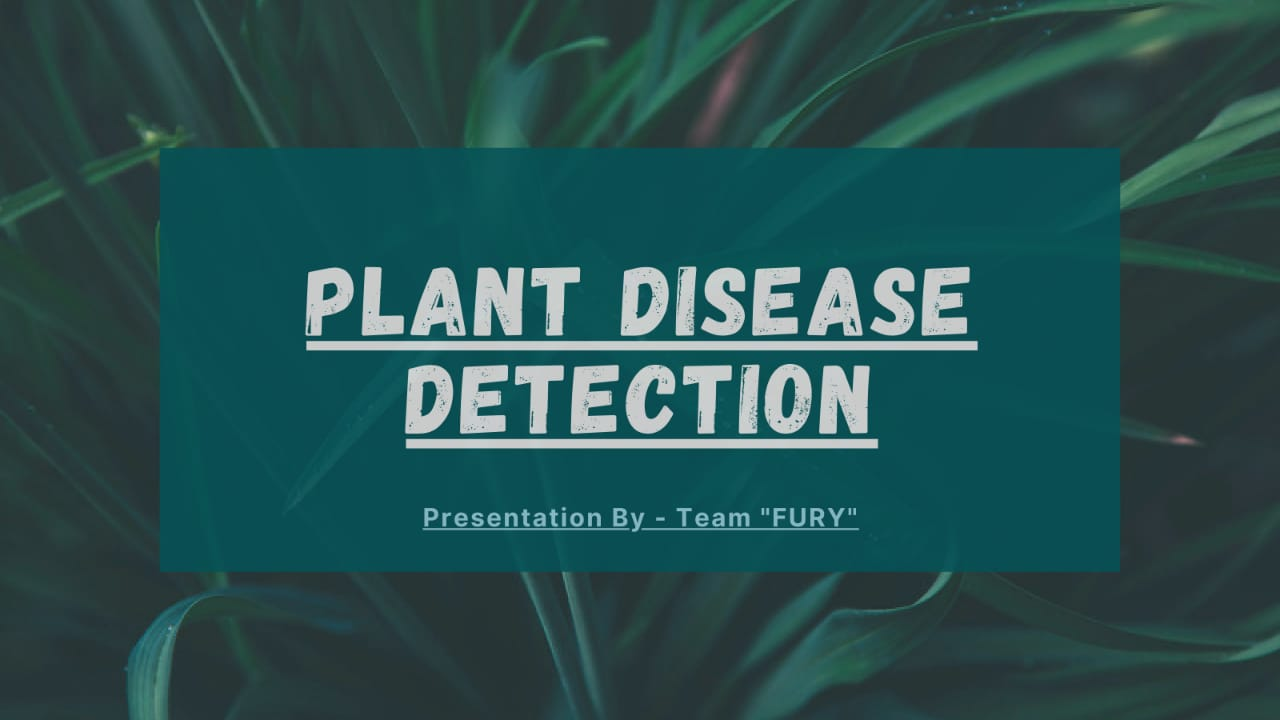 PLANT DISEASE
DETECTION
Presentation By - Team "FURY"